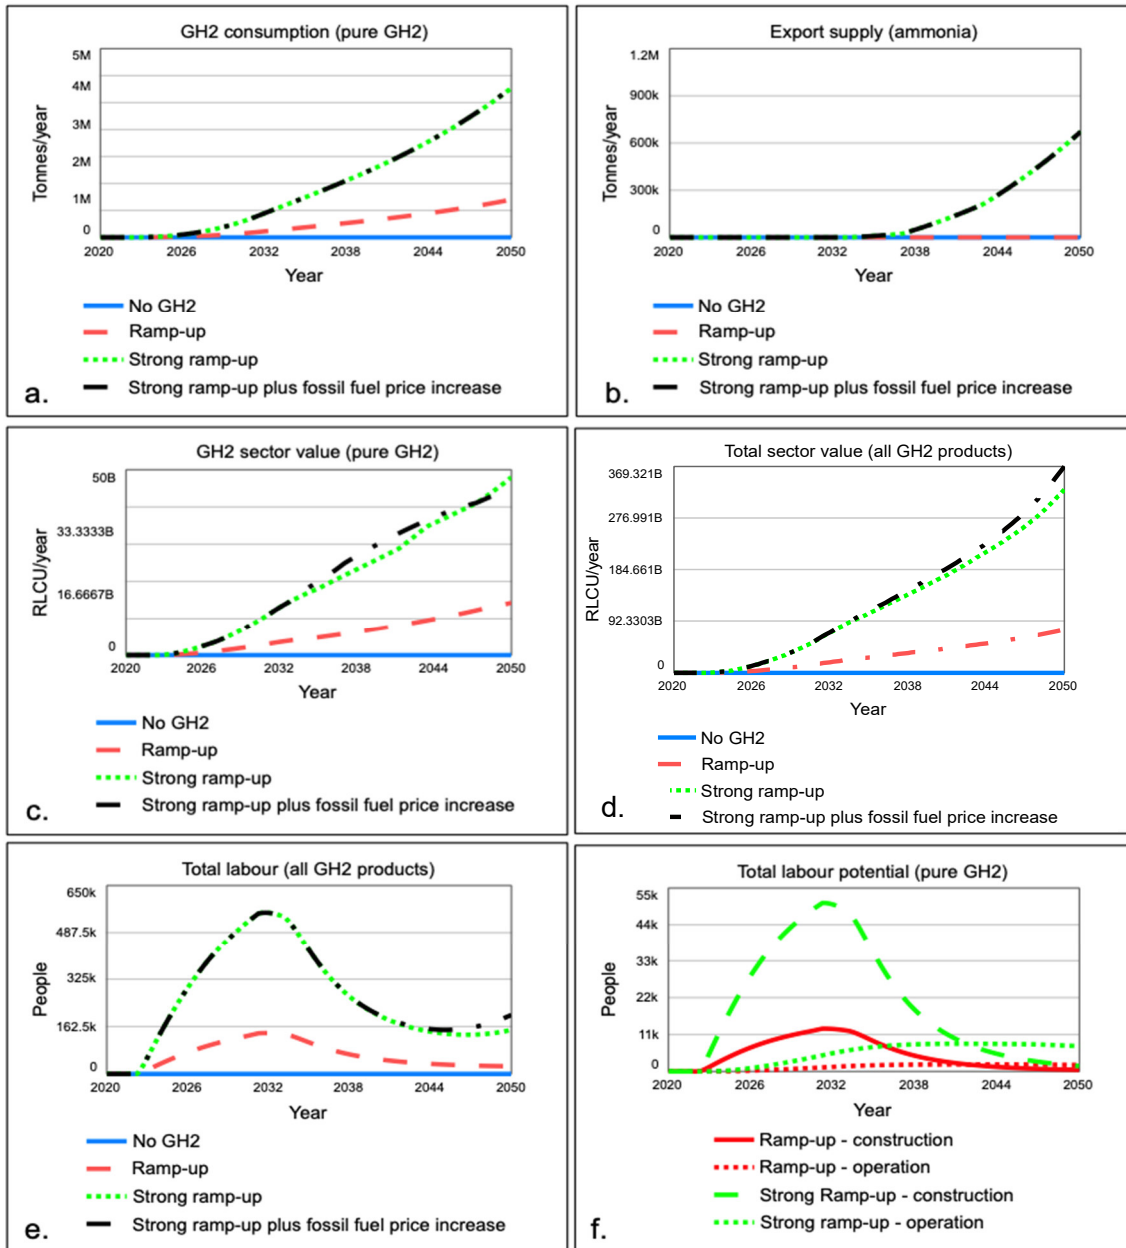 GH2 consumption (pure GH2)
5M
4M
3M
2M
1M
0
Tonnes/year
2020 2026 2032 2038 2044 2050
Year
No GH2
Ramp-up
Strong ramp-up
Strong ramp-up plus fossil fuel price increase
a.
Export supply (ammonia)
1.2M
900k
600k
300k
0
Tonnes/year
2020 2026 2032 2038 2044 2050
Year
No GH2
Ramp-up
Strong ramp-up
Strong ramp-up plus fossil fuel price increase
b.
GH2 sector value (pure GH2)
50B
33.3333B
16.6667B
0
RLCU/year
2020 2026 2032 2038 2044 2050
Year
No GH2
Ramp-up
Strong ramp-up
Strong ramp-up plus fossil fuel price increase
c.
Total sector value (all GH2 products)
369.321B
276.991B
184.661B
92.3303B
0
RLCU/year
2020 2026 2032 2038 2044 2050
Year
No GH2
Ramp-up
Strong ramp-up
Strong ramp-up plus fossil fuel price increase
d.
Total labour (all GH2 products)
650k
487.5k
325k
162.5k
0
People
2020 2026 2032 2038 2044 2050
Year
No GH2
Ramp-up
Strong ramp-up
Strong ramp-up plus fossil fuel price increase
e.
Total labour potential (pure GH2)
55k
44k
33k
22k
11k
0
People
2020 2026 2032 2038 2044 2050
Year
Ramp-up - construction
Ramp-up - operation
Strong Ramp-up - construction
Strong ramp-up - operation
f.